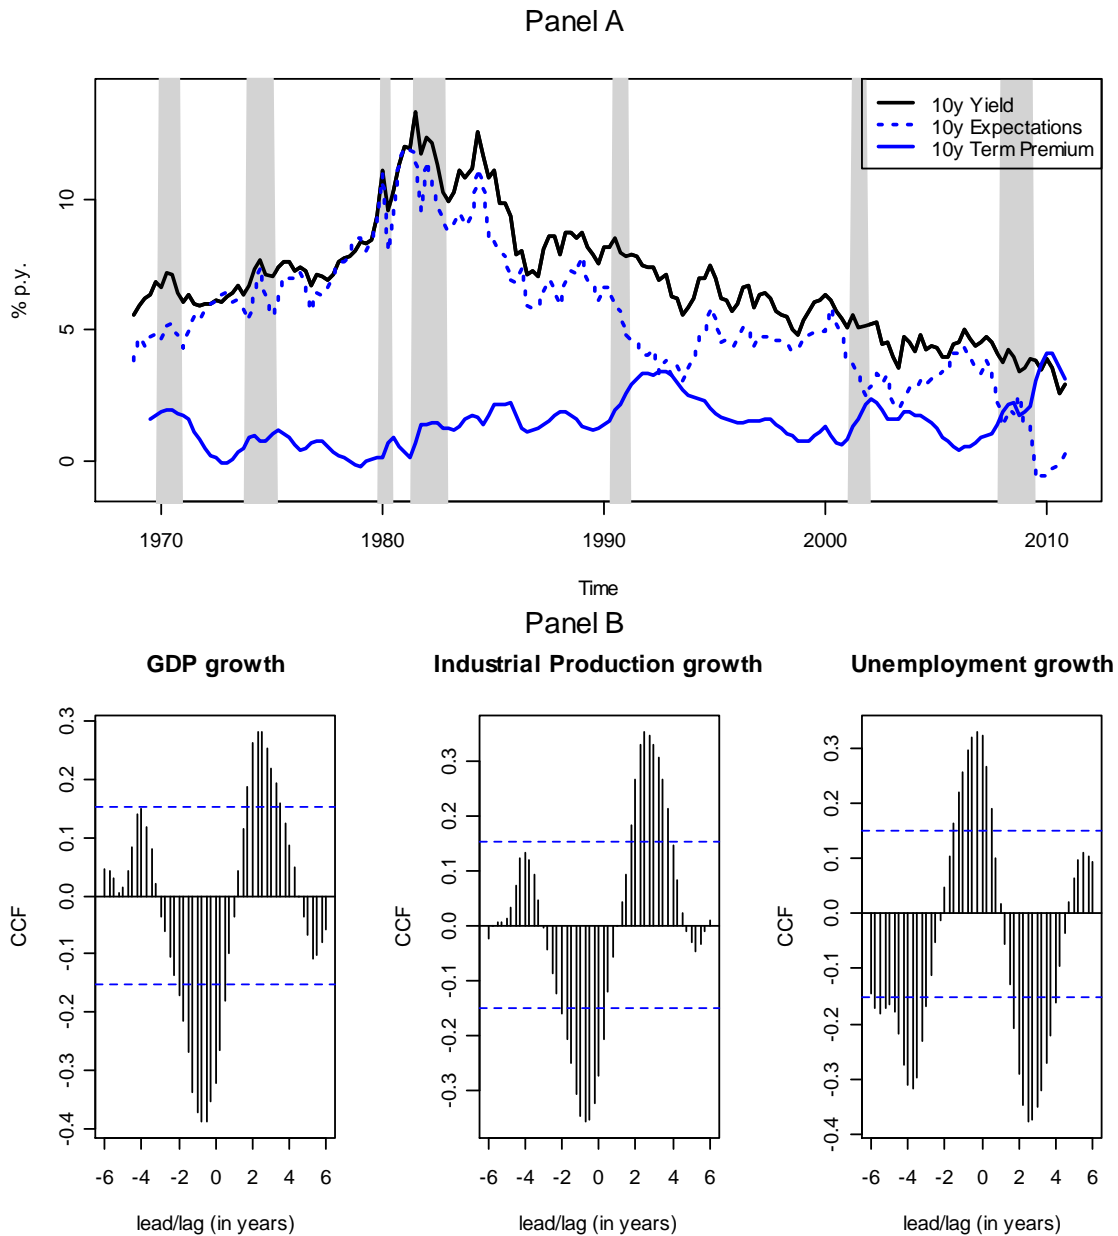 Panel A
10y Yield
10y Expectations
10y Term Premium
% p.y.
10
5
0
1970 1980 1990 2000 2010
Time
Panel B
GDP growth
CCF
0.3
0.2
0.1
0.0
-0.1
-0.2
-0.3
-0.4
-6 -4 -2 0 2 4 6
lead/lag (in years)
Industrial Production growth
CCF
0.3
0.2
0.1
0.0
-0.1
-0.2
-0.3
-6 -4 -2 0 2 4 6
lead/lag (in years)
Unemployment growth
CCF
0.3
0.2
0.1
0.0
-0.1
-0.2
-0.3
-0.4
-6 -4 -2 0 2 4 6
lead/lag (in years)